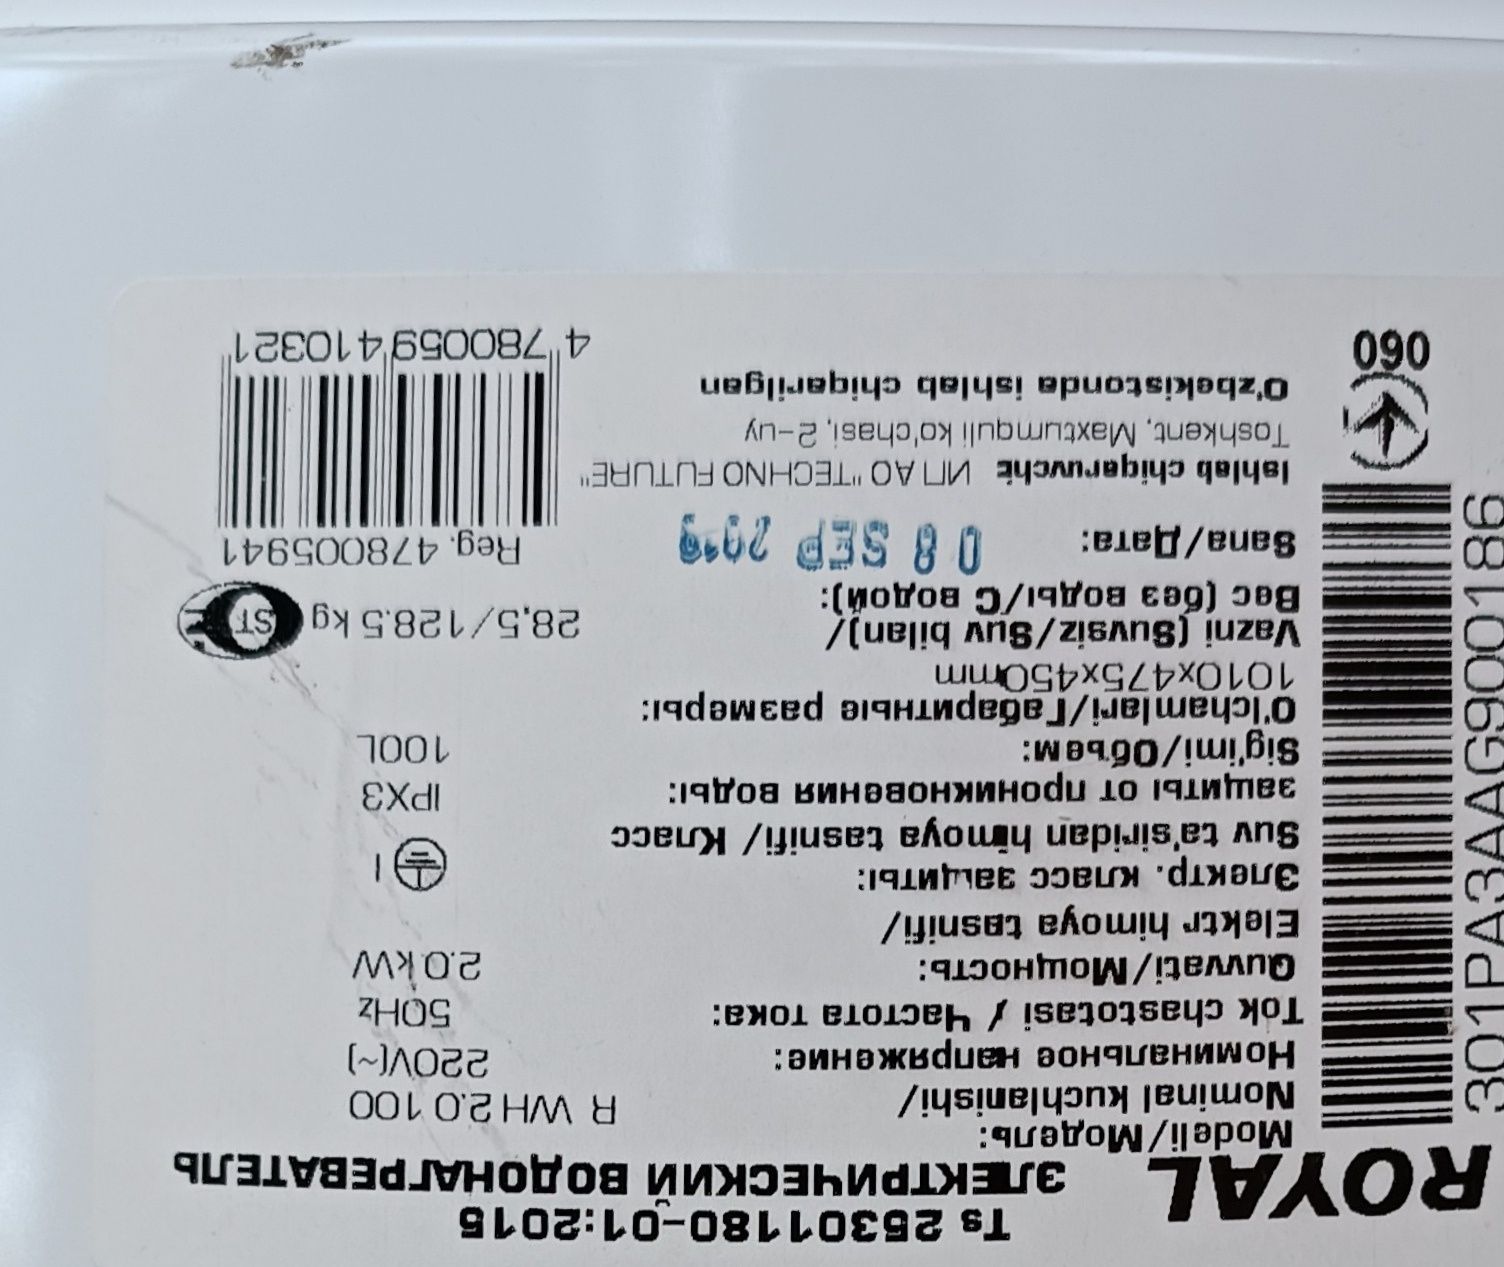 Ts 25301180-01:2015
ROYAL ЭЛЕКТРИЧЕСКИЙ ВОДОНАГРЕВАТЕЛЬ
Modeli/Модель: R WH 2.0 100
Nominal kuchlanishi/
Номинальное напряжение: 220V(~)
Tok chastotasi / Частота тока: 50Hz
Quvvati/Мощность: 2.0 kW
Elektr himoya tasnifi/
Электр. класс защиты: I
Suv ta'siridan himoya tasnifi/ Класс
защиты от проникновения воды: IPX3
Sig'imi/Объем: 100L
O'lchamlari/Габаритные размеры:
1010x475x450mm
Vazni (Suvsiz/Suv bilan)/
Вес (без воды/С водой): 28,5/128.5 kg
ST
Sana/Дата: 08 SEP 2019
Reg. 478005941
Ishlab chiqaruvchi ИП АО "TECHNO FUTURE"
Toshkent, Maxtumquli ko'chasi, 2-uy
O'zbekistonda ishlab chiqarilgan
4 780059 410321
060
301PA3AAG900186